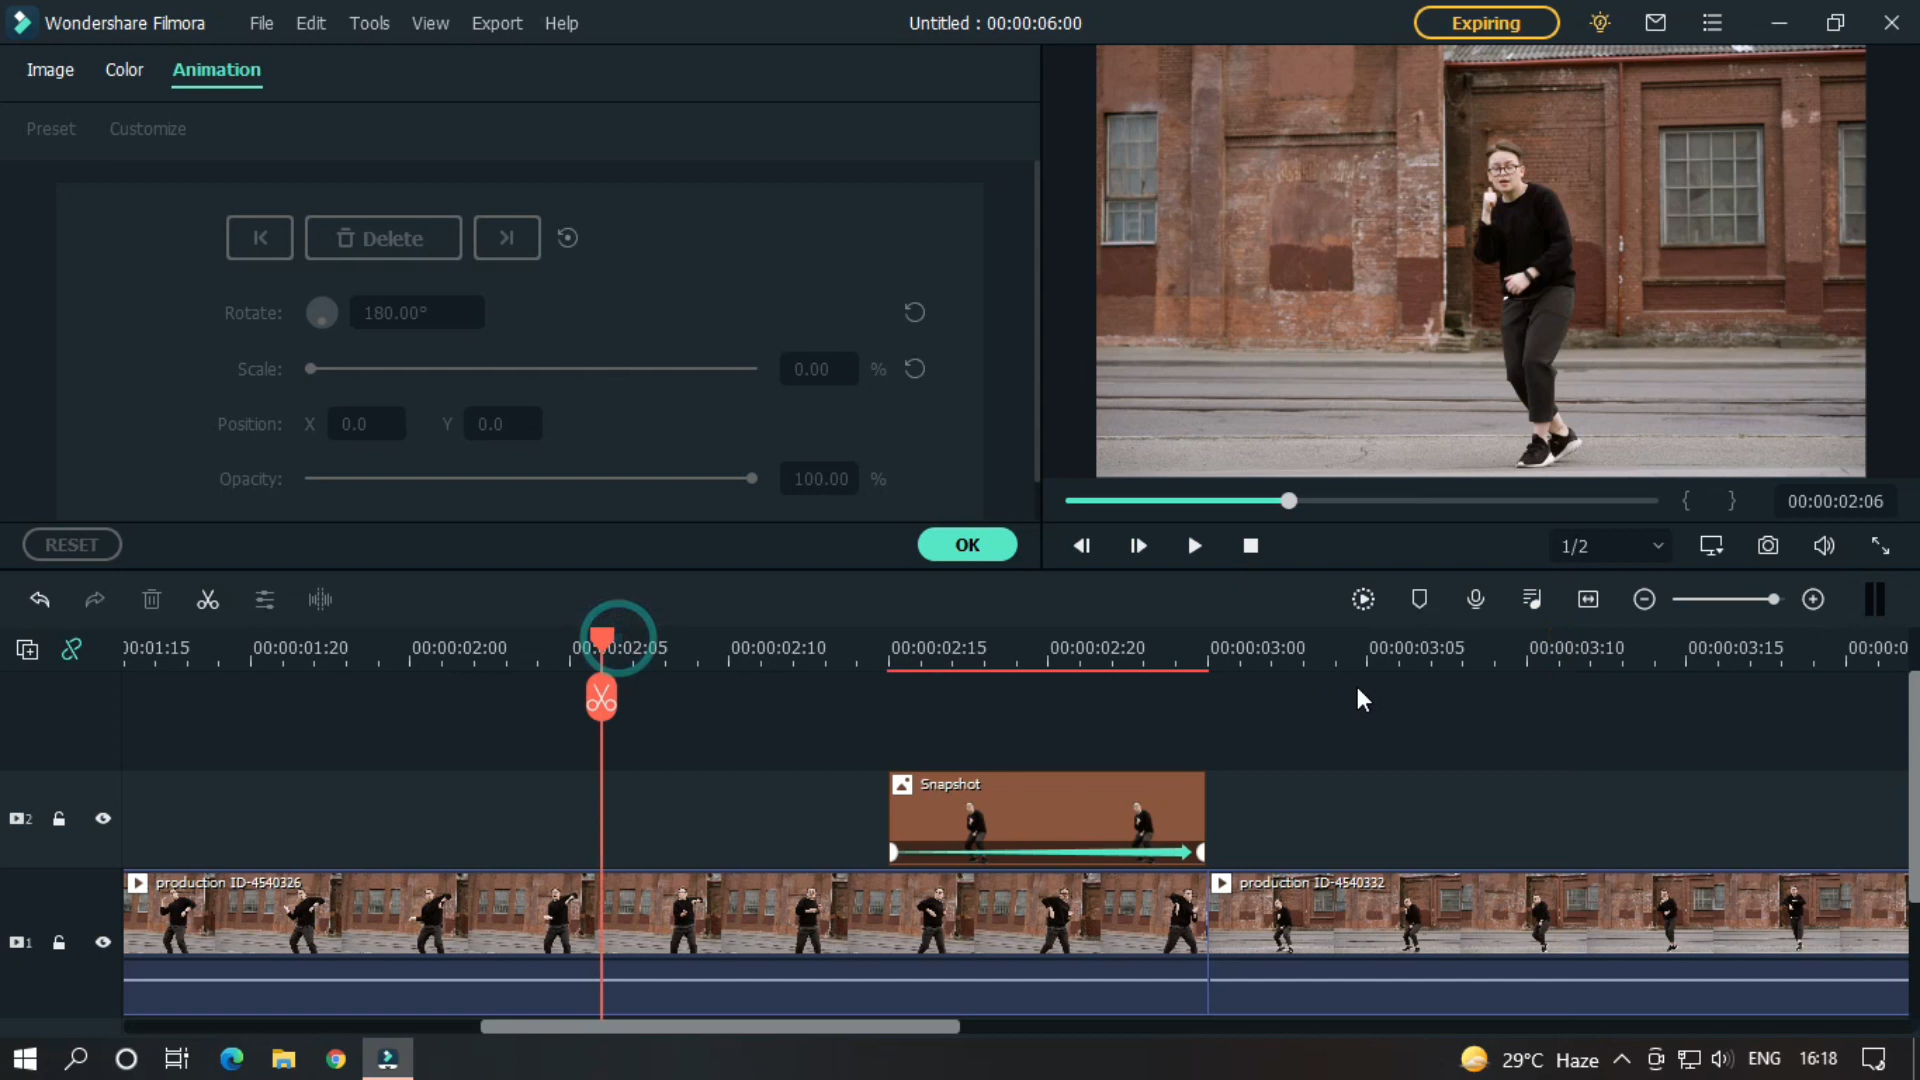 Wondershare Filmora
File Edit Tools View Export Help
Untitled : 00:00:06:00
Expiring
Image Color Animation
Preset Customize
Delete
Rotate: 180.00°
Scale: 0.00 %
Position: X 0.0 Y 0.0
Opacity: 100.00 %
RESET OK
{ } 00:00:02:06
1/2
00:01:15 00:00:01:20 00:00:02:00 00:00:02:05 00:00:02:10 00:00:02:15 00:00:02:20 00:00:03:00 00:00:03:05 00:00:03:10 00:00:03:15 00:00:0
2 Snapshot
production ID-4540326 production ID-4540332
1
29°C Haze ENG 16:18